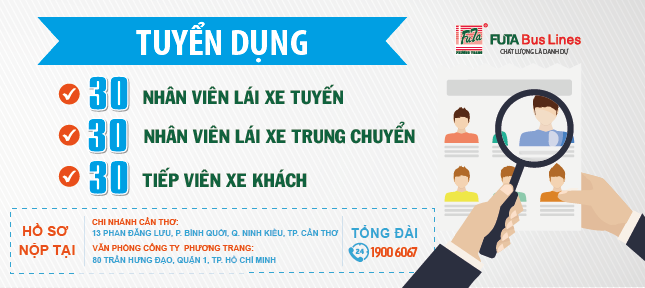 TUYỂN DỤNG
FUTA
PHƯƠNG TRANG
FUTA Bus Lines
CHẤT LƯỢNG LÀ DANH DỰ
30 NHÂN VIÊN LÁI XE TUYẾN
30 NHÂN VIÊN LÁI XE TRUNG CHUYỂN
30 TIẾP VIÊN XE KHÁCH
HỒ SƠ
NỘP TẠI
CHI NHÁNH CẦN THƠ:
13 PHAN ĐĂNG LƯU, P. BÌNH QUỚI, Q. NINH KIỀU, TP. CẦN THƠ
VĂN PHÒNG CÔNG TY PHƯƠNG TRANG:
80 TRẦN HƯNG ĐẠO, QUẬN 1, TP. HỒ CHÍ MINH
TỔNG ĐÀI
24 1900 6067